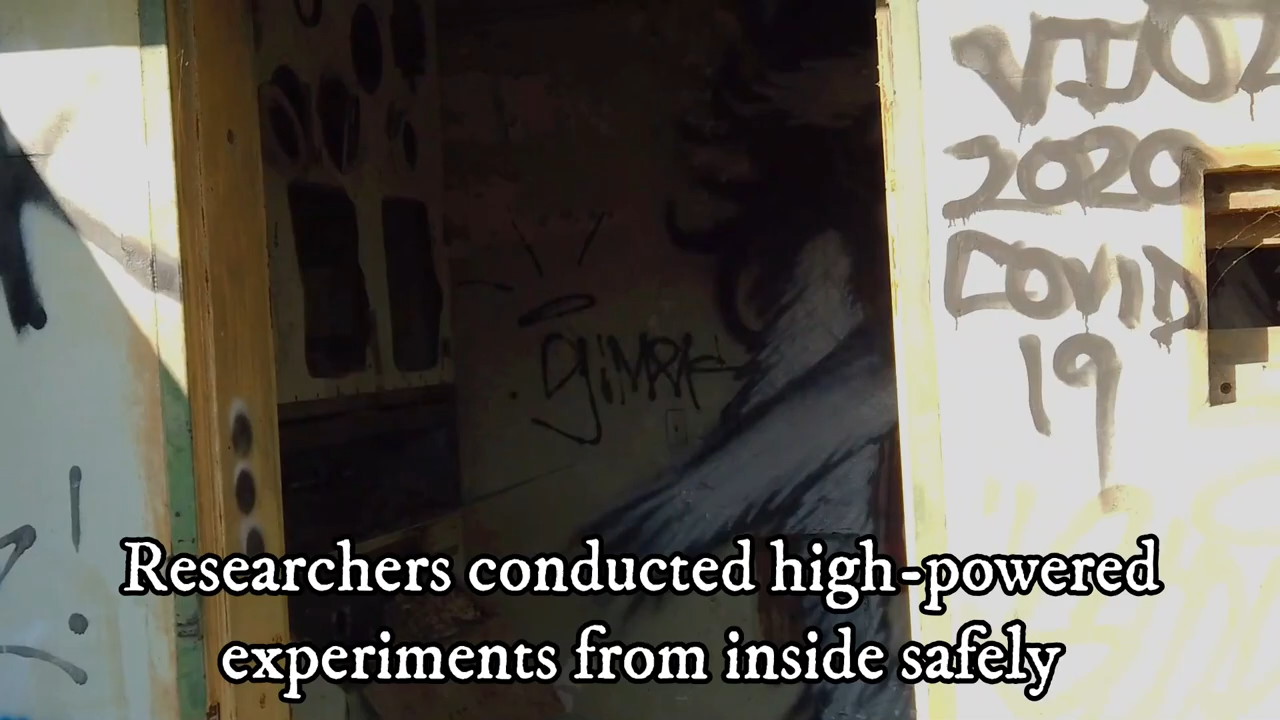 2020
COVID
19
Researchers conducted high-powered
experiments from inside safely